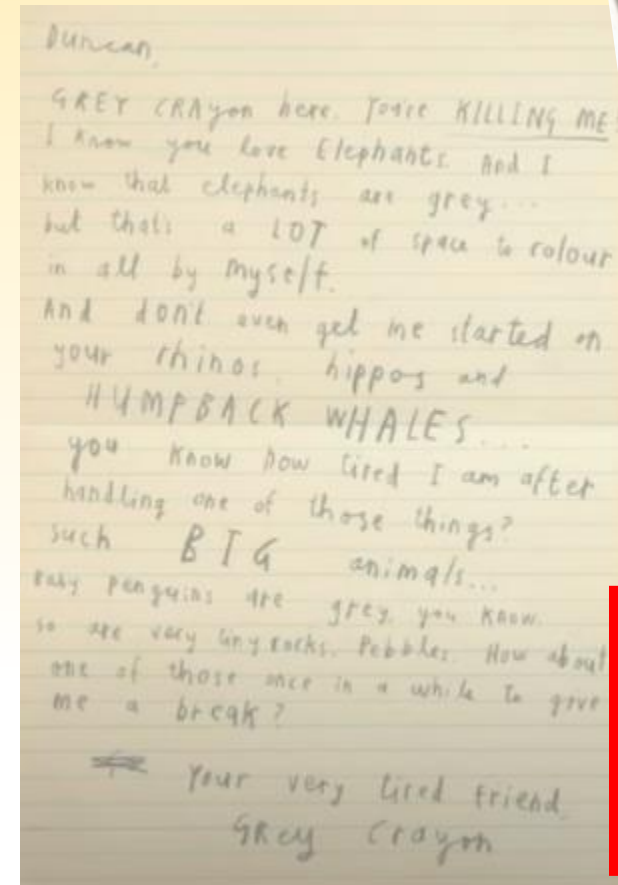 Duncan,
GREY CRAyon here. You're KILLING ME!
I know you love Elephants. And I
know that elephants are grey...
but thats a LOT of space to colour
in all by myself.
And don't even get me started on
your rhinos, hippos and
HUMPBACK WHALES...
you know how tired I am after
handling one of those things?
such BIG animals...
Baby penguins are grey, you know.
so are very tiny rocks. Pebbles. How about
one of those once in a while to give
me a break?
Your very tired friend,
GRey Crayon